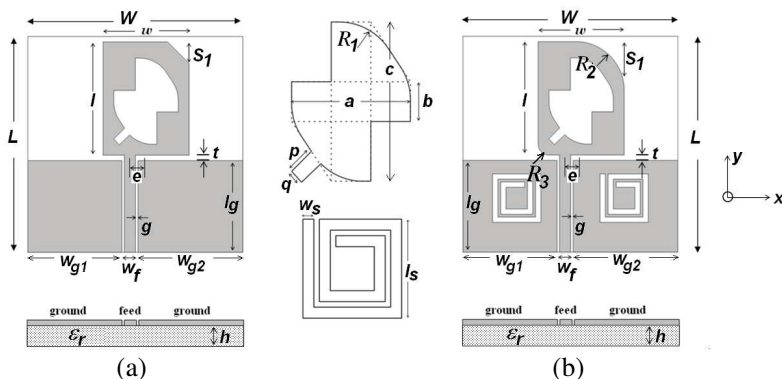 W
w
S1
l
L
t
e
lg
g
wg1
wf
wg2
ground feed ground
εr
h
(a)
R1
c
a
b
p
q
ws
ls
W
w
R2
S1
l
L
R3
t
e
lg
g
wg1
wf
wg2
y
x
ground feed ground
εr
h
(b)